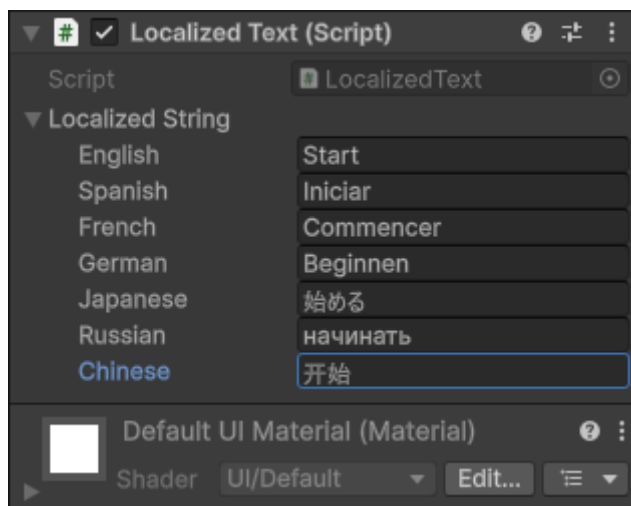 Localized Text (Script)
Script LocalizedText
Localized String
English Start
Spanish Iniciar
French Commencer
German Beginnen
Japanese 始める
Russian начинать
Chinese 开始
Default UI Material (Material)
Shader UI/Default Edit...